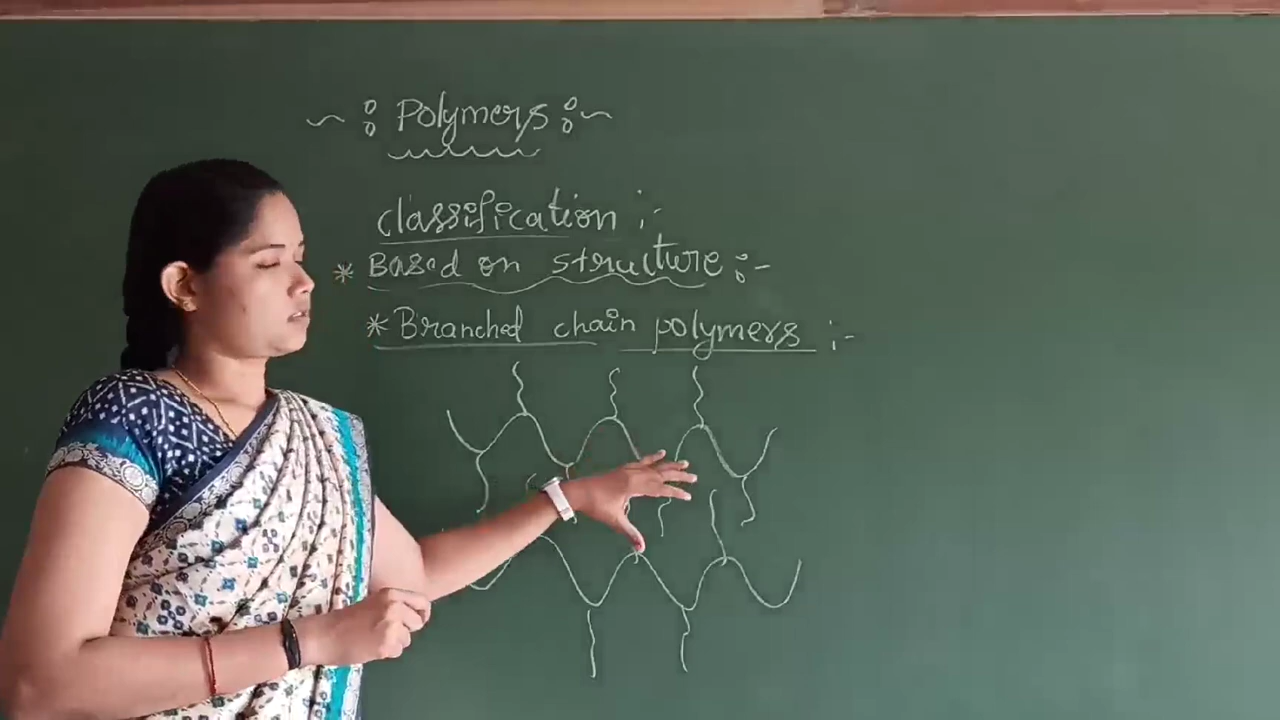 ~ : Polymers : ~
classification :-
* Based on structure :-
* Branched chain polymers :-